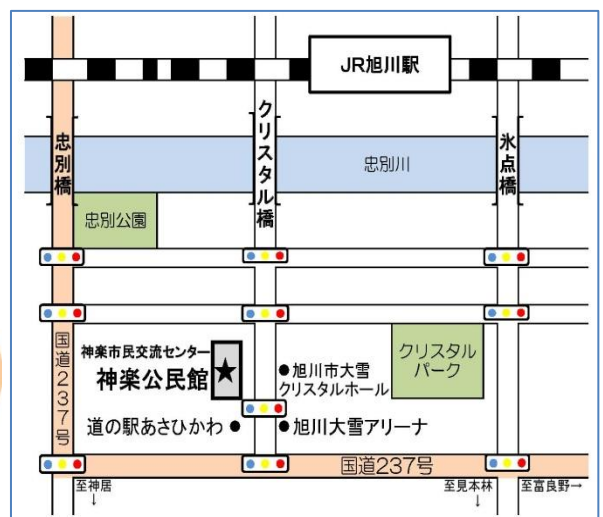 JR旭川駅
忠別橋
クリスタル橋
氷点橋
忠別川
忠別公園
国道237号
神楽市民交流センター
神楽公民館
★
●旭川市大雪
クリスタルホール
クリスタル
パーク
道の駅あさひかわ●
●旭川大雪アリーナ
国道237号
至神居
↓
至見本林
↓
至富良野→